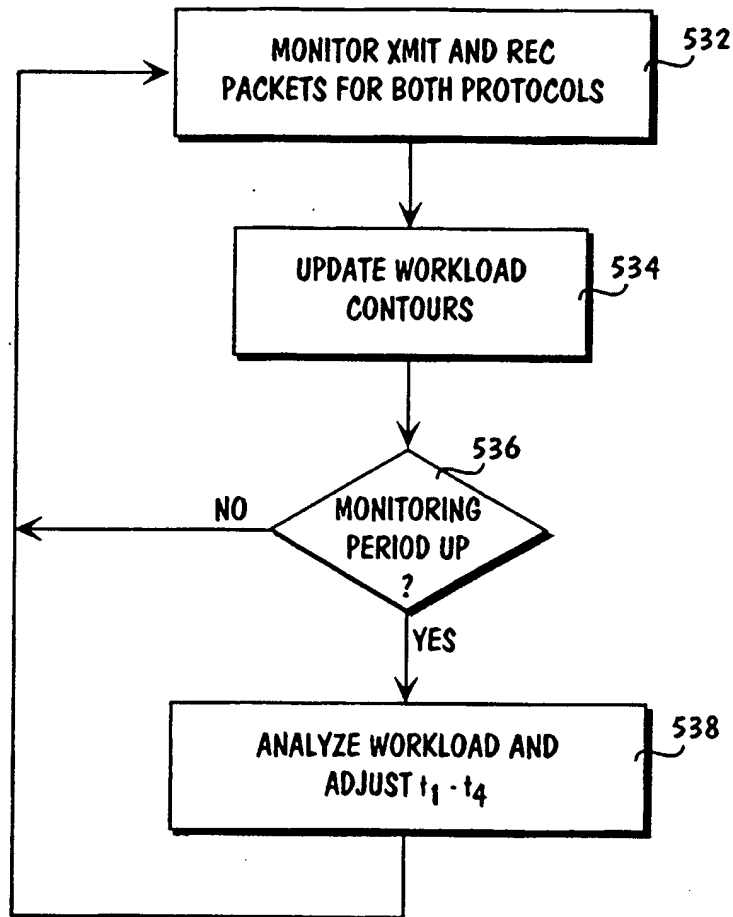 MONITOR XMIT AND REC
PACKETS FOR BOTH PROTOCOLS
532
UPDATE WORKLOAD
CONTOURS
534
536
MONITORING
PERIOD UP
?
NO
YES
ANALYZE WORKLOAD AND
ADJUST t₁ - t₄
538